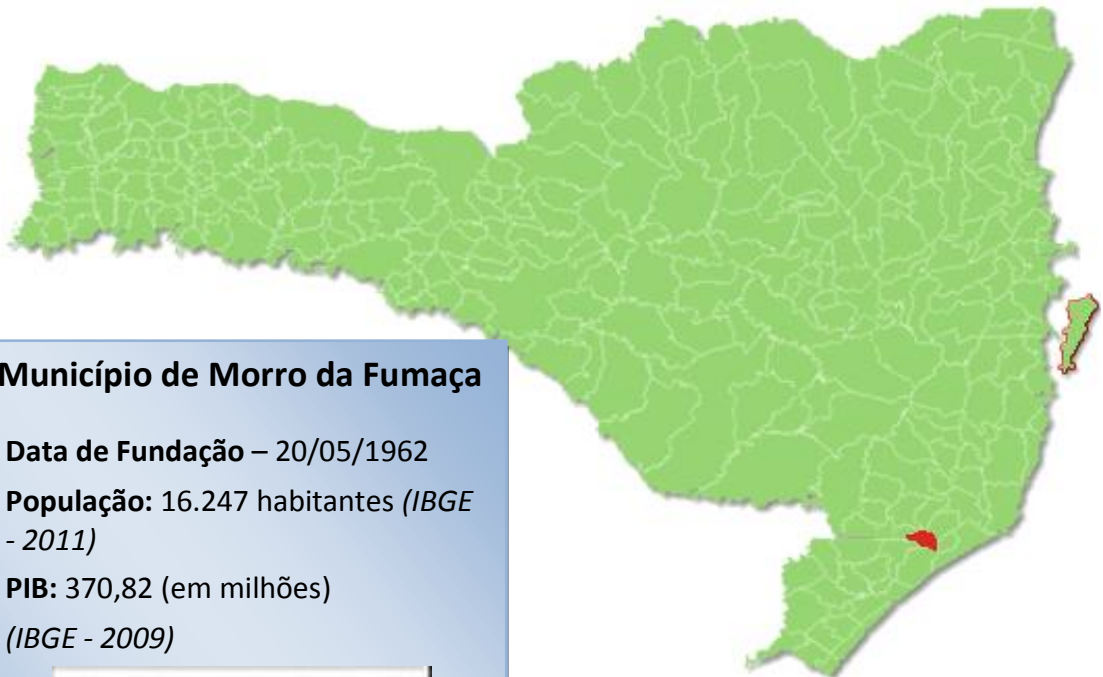 Município de Morro da Fumaça
Data de Fundação – 20/05/1962
População: 16.247 habitantes (IBGE
- 2011)
PIB: 370,82 (em milhões)
(IBGE - 2009)